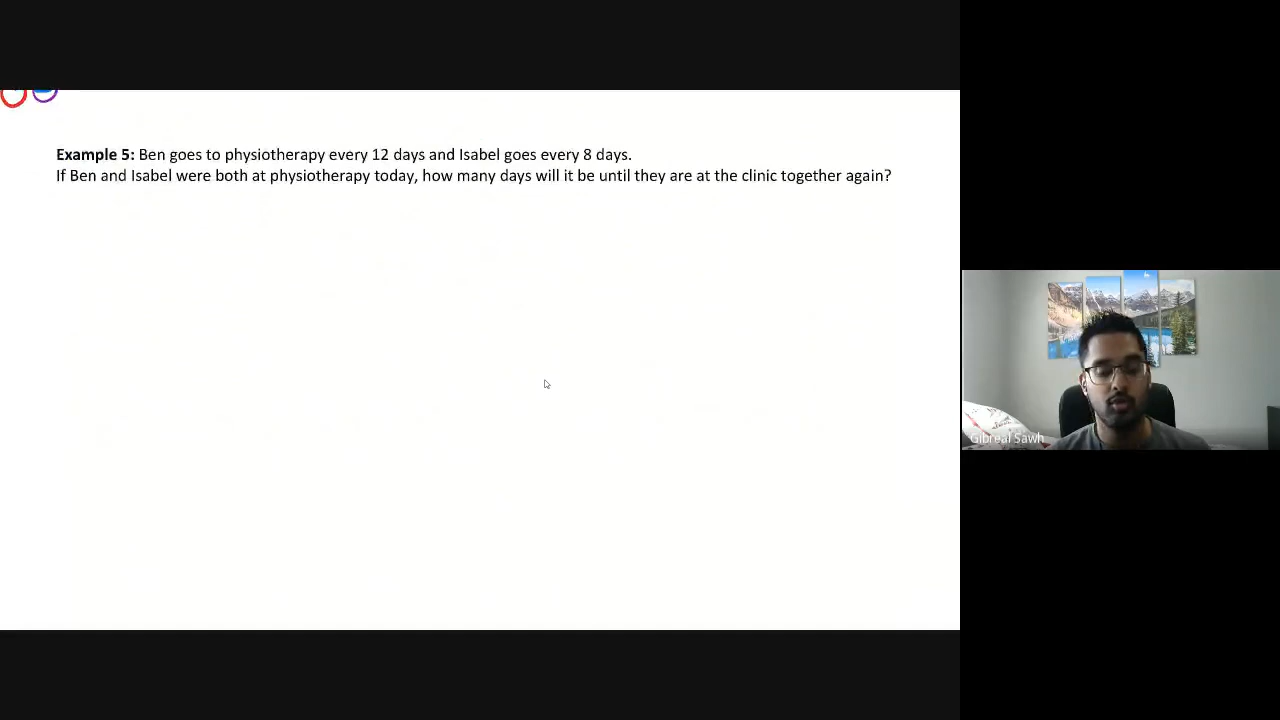 Example 5: Ben goes to physiotherapy every 12 days and Isabel goes every 8 days.
If Ben and Isabel were both at physiotherapy today, how many days will it be until they are at the clinic together again?
Gibreal Sawh